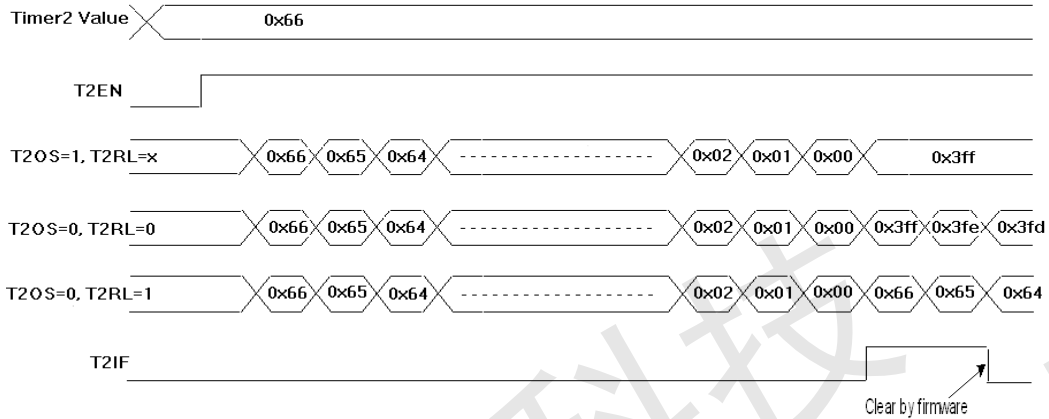 Timer2 Value 0x66
T2EN
T2OS=1, T2RL=x 0x66 0x65 0x64 0x02 0x01 0x00 0x3ff
T2OS=0, T2RL=0 0x66 0x65 0x64 0x02 0x01 0x00 0x3ff 0x3fe 0x3fd
T2OS=0, T2RL=1 0x66 0x65 0x64 0x02 0x01 0x00 0x66 0x65 0x64
T2IF
Clear by firmware
科技